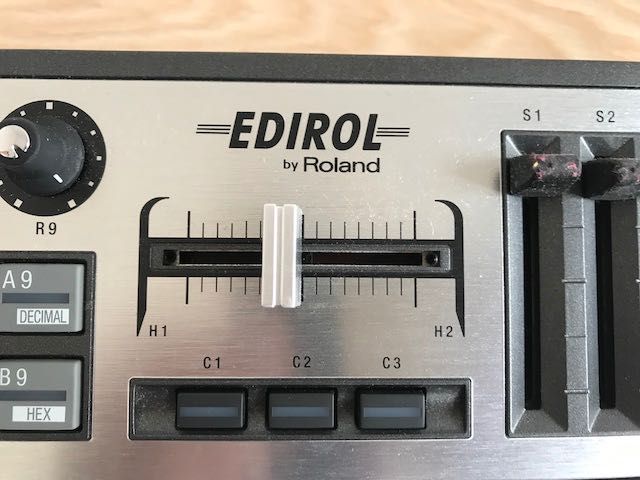 EDIROL
by Roland
S1 S2
R9
A9
DECIMAL
H1 H2
C1 C2 C3
B9
HEX